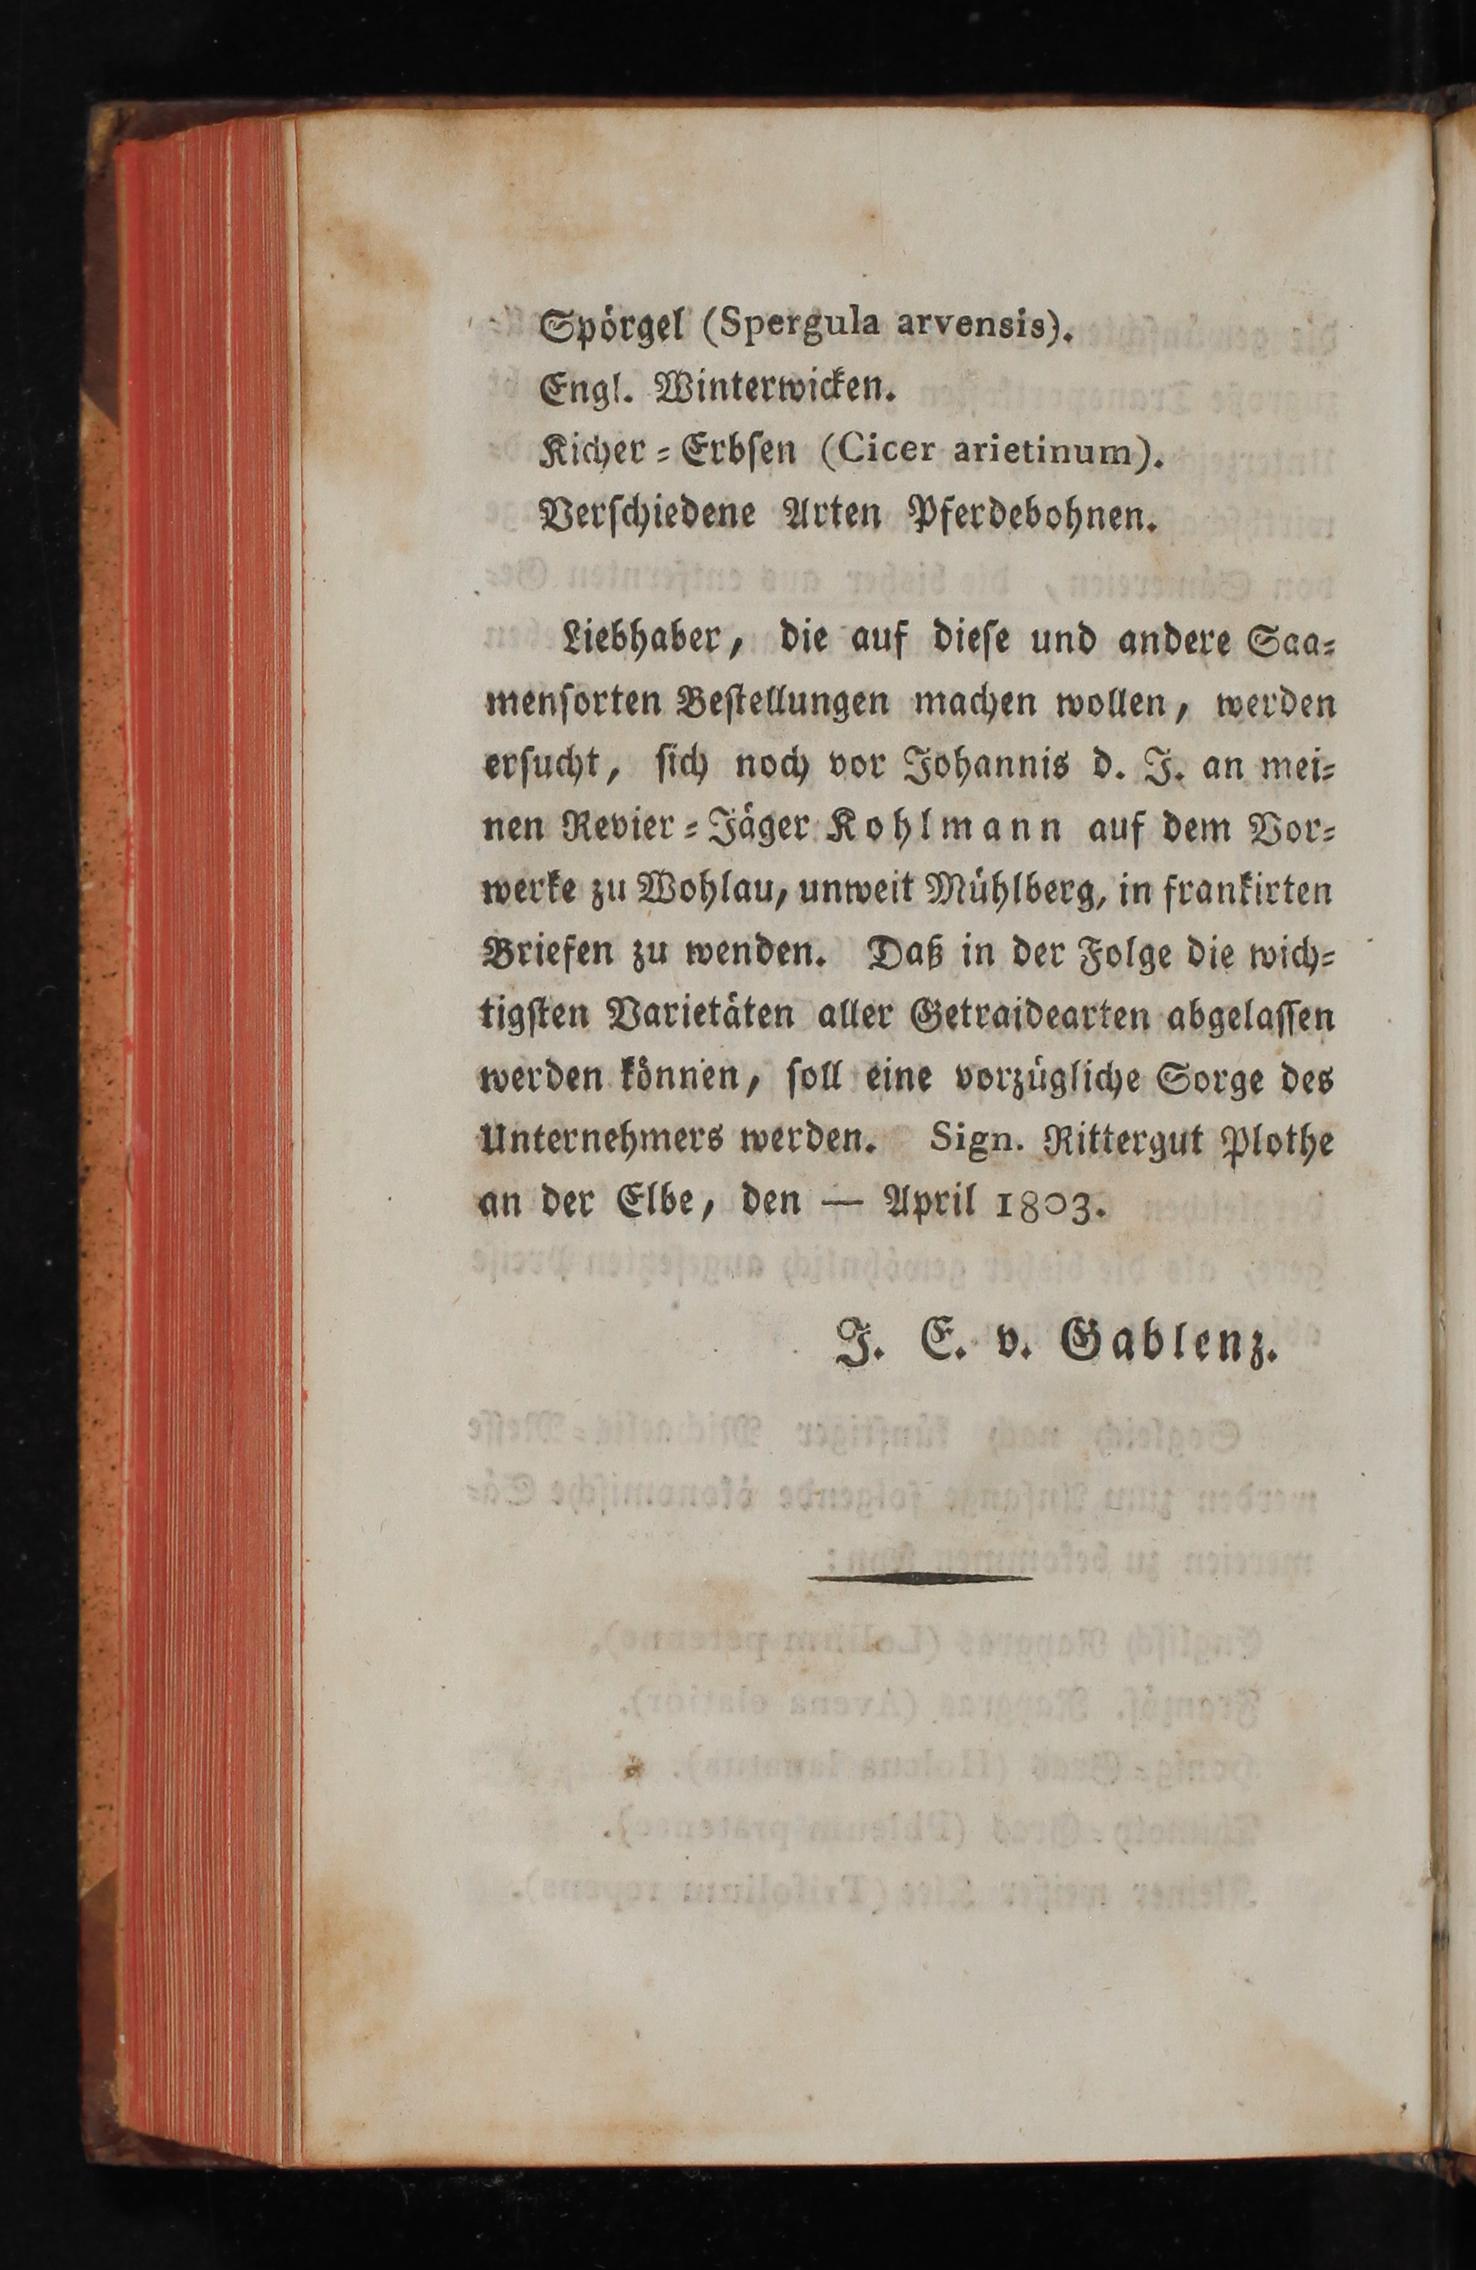 Spörgel (Spergula arvensis).
Engl. Winterwicken.
Kicher⸗Erbſen (Cicer arietinum).
Verſchiedene Arten Pferdebohnen.
Liebhaber, die auf dieſe und andere Saa⸗
menſorten Beſtellungen machen wollen, werden
erſucht, ſich noch vor Johannis d. J. an mei⸗
nen Revier⸗Jäger Kohlmann auf dem Vor⸗
werke zu Wohlau, unweit Mühlberg, in frankirten
Briefen zu wenden. Daß in der Folge die wich⸗
tigſten Varietäten aller Getraidearten abgelaſſen
werden können, ſoll eine vorzügliche Sorge des
Unternehmers werden. Sign. Rittergut Plothe
an der Elbe, den — April 1803.
J. E. v. Gablenz.